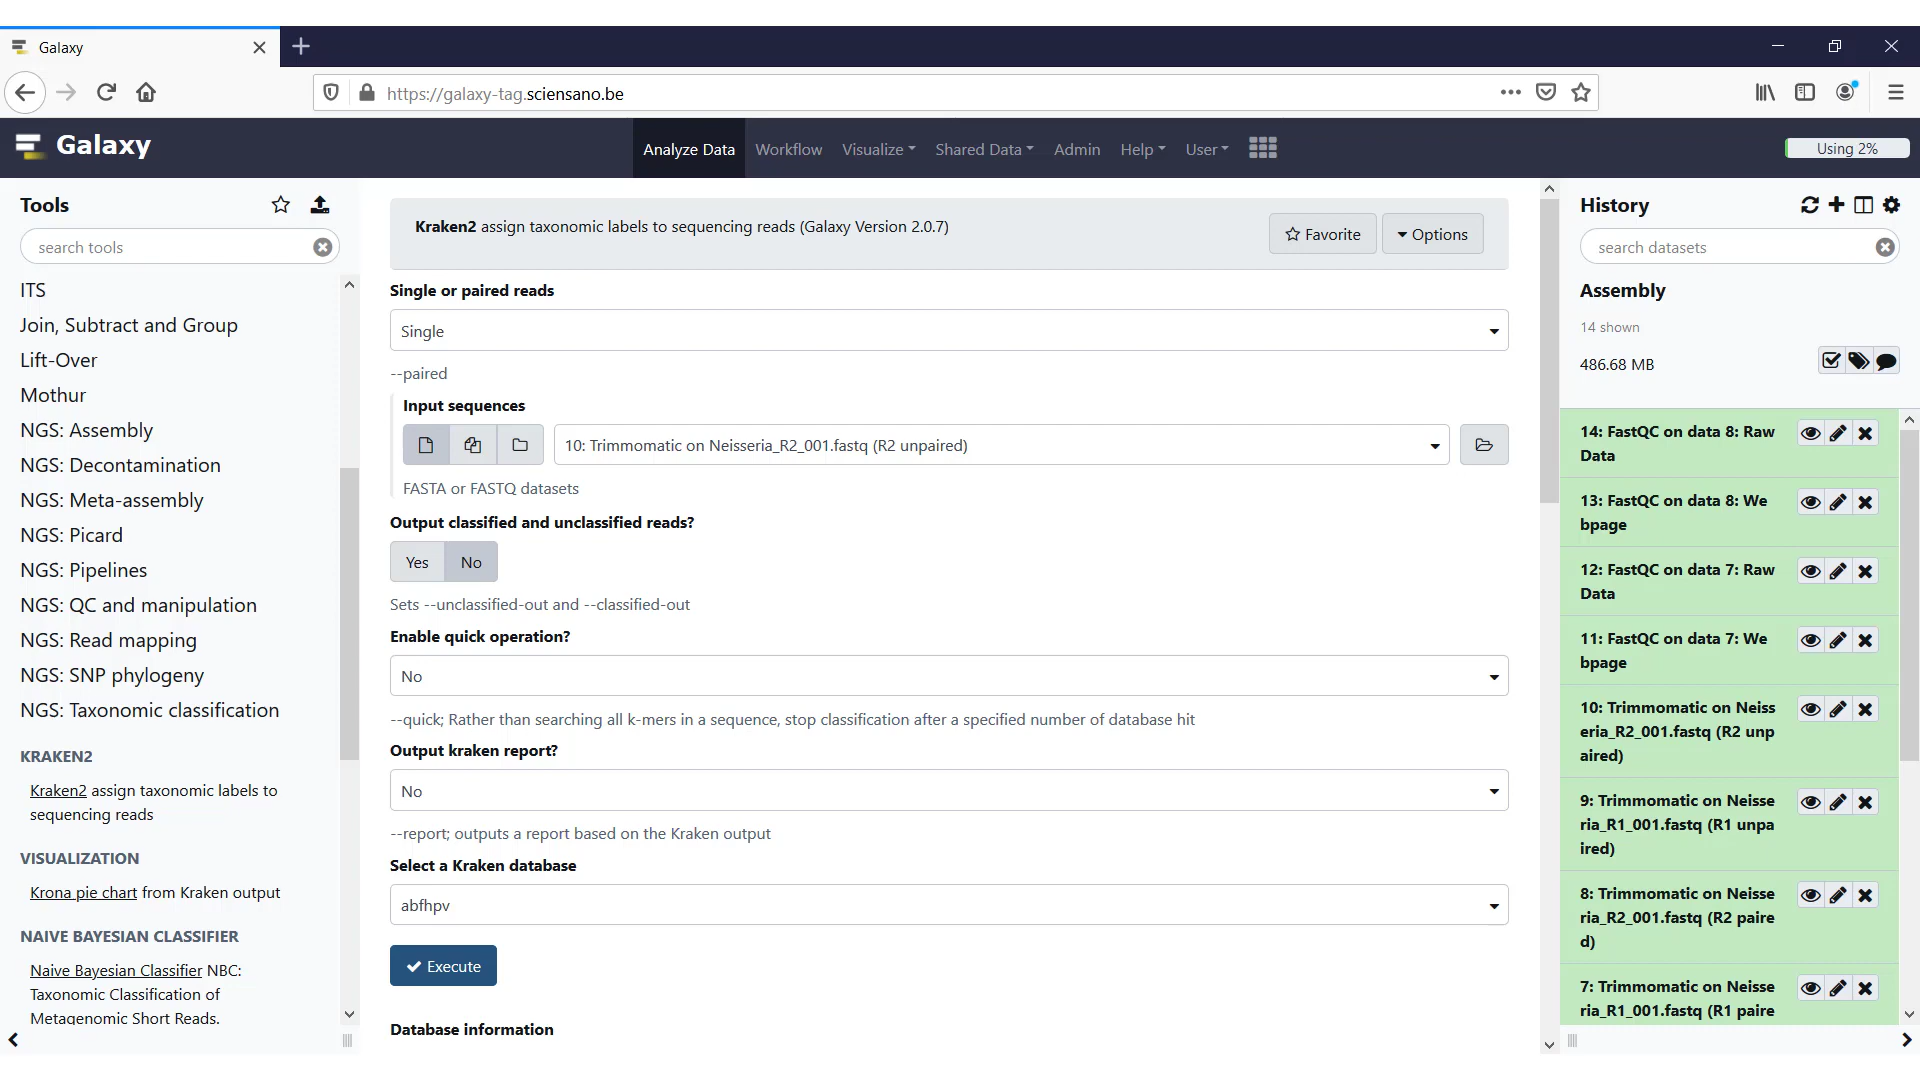 Galaxy
https://galaxy-tag.sciensano.be
Galaxy
Analyze Data
Workflow
Visualize
Shared Data
Admin
Help
User
Using 2%
Tools
search tools
ITS
Join, Subtract and Group
Lift-Over
Mothur
NGS: Assembly
NGS: Decontamination
NGS: Meta-assembly
NGS: Picard
NGS: Pipelines
NGS: QC and manipulation
NGS: Read mapping
NGS: SNP phylogeny
NGS: Taxonomic classification
KRAKEN2
Kraken2 assign taxonomic labels to
sequencing reads
VISUALIZATION
Krona pie chart from Kraken output
NAIVE BAYESIAN CLASSIFIER
Naive Bayesian Classifier NBC:
Taxonomic Classification of
Metagenomic Short Reads.
Kraken2 assign taxonomic labels to sequencing reads (Galaxy Version 2.0.7)
Favorite
Options
Single or paired reads
Single
--paired
Input sequences
10: Trimmomatic on Neisseria_R2_001.fastq (R2 unpaired)
FASTA or FASTQ datasets
Output classified and unclassified reads?
Yes
No
Sets --unclassified-out and --classified-out
Enable quick operation?
No
--quick; Rather than searching all k-mers in a sequence, stop classification after a specified number of database hit
Output kraken report?
No
--report; outputs a report based on the Kraken output
Select a Kraken database
abfhpv
Execute
Database information
History
search datasets
Assembly
14 shown
486.68 MB
14: FastQC on data 8: Raw
Data
13: FastQC on data 8: We
bpage
12: FastQC on data 7: Raw
Data
11: FastQC on data 7: We
bpage
10: Trimmomatic on Neiss
eria_R2_001.fastq (R2 unp
aired)
9: Trimmomatic on Neisse
ria_R1_001.fastq (R1 unpa
ired)
8: Trimmomatic on Neisse
ria_R2_001.fastq (R2 paire
d)
7: Trimmomatic on Neisse
ria_R1_001.fastq (R1 paire